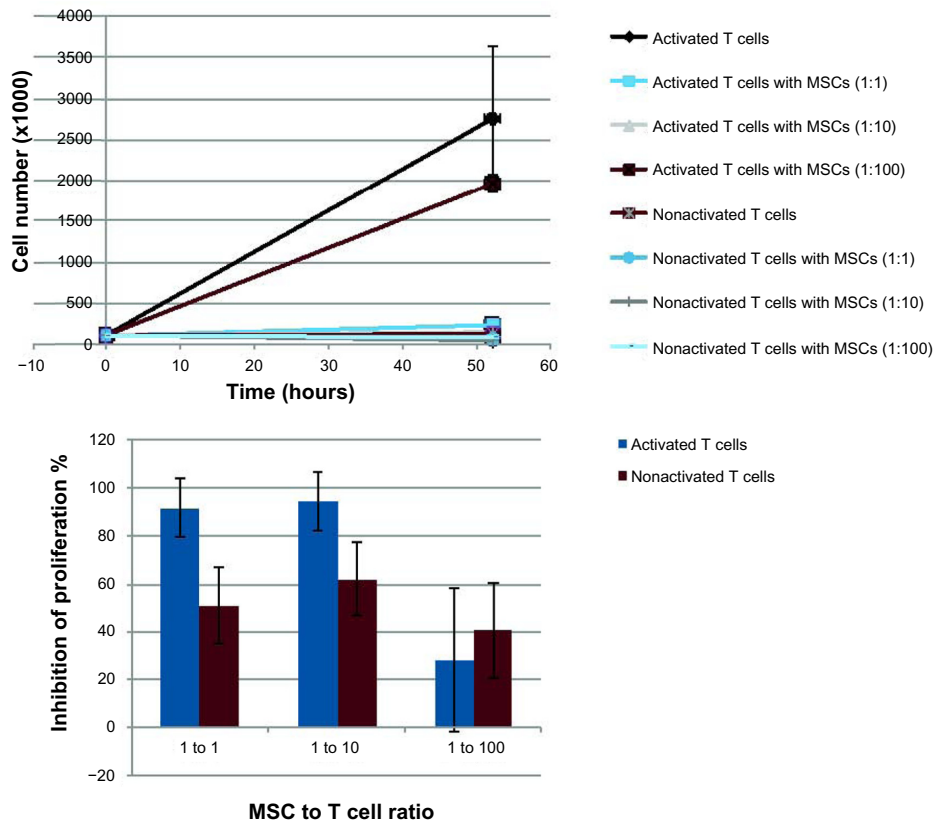 Cell number (x1000)
4000
3500
3000
2500
2000
1500
1000
500
0
−10
0
10
20
30
40
50
60
Time (hours)
Activated T cells
Activated T cells with MSCs (1:1)
Activated T cells with MSCs (1:10)
Activated T cells with MSCs (1:100)
Nonactivated T cells
Nonactivated T cells with MSCs (1:1)
Nonactivated T cells with MSCs (1:10)
Nonactivated T cells with MSCs (1:100)
Inhibition of proliferation %
120
100
80
60
40
20
0
−20
1 to 1
1 to 10
1 to 100
MSC to T cell ratio
Activated T cells
Nonactivated T cells